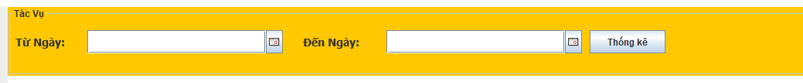 Tác Vụ
Từ Ngày: Đến Ngày: Thống kê